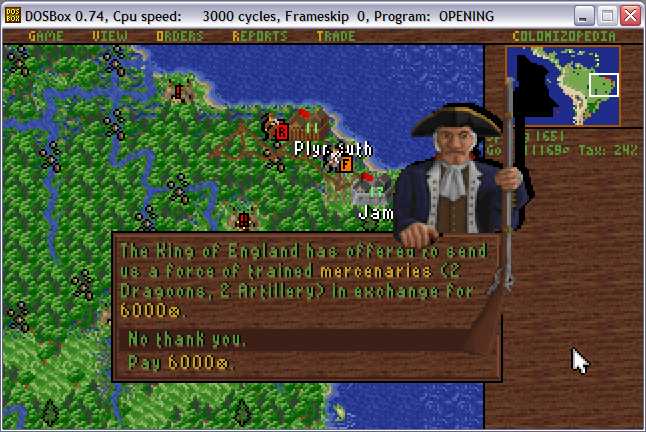 DOSBox 0.74, Cpu speed: 3000 cycles, Frameskip 0, Program: OPENING
GAME VIEW ORDERS REPORTS TRADE COLONIZOPEDIA
1651
Tax: 24%
11
B
F
Jam
The King of England has offered to send
us a force of trained mercenaries (2
Dragoons, 2 Artillery) in exchange for
6000¢.
No thank you.
Pay 6000¢.